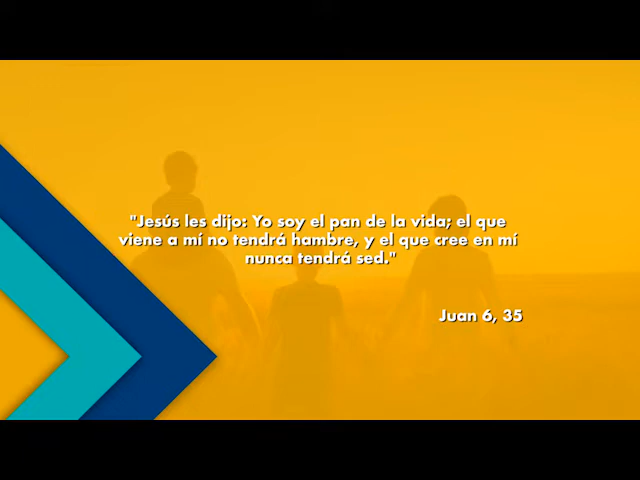 "Jesús les dijo: Yo soy el pan de la vida; el que
viene a mí no tendrá hambre, y el que cree en mí
nunca tendrá sed."
Juan 6, 35